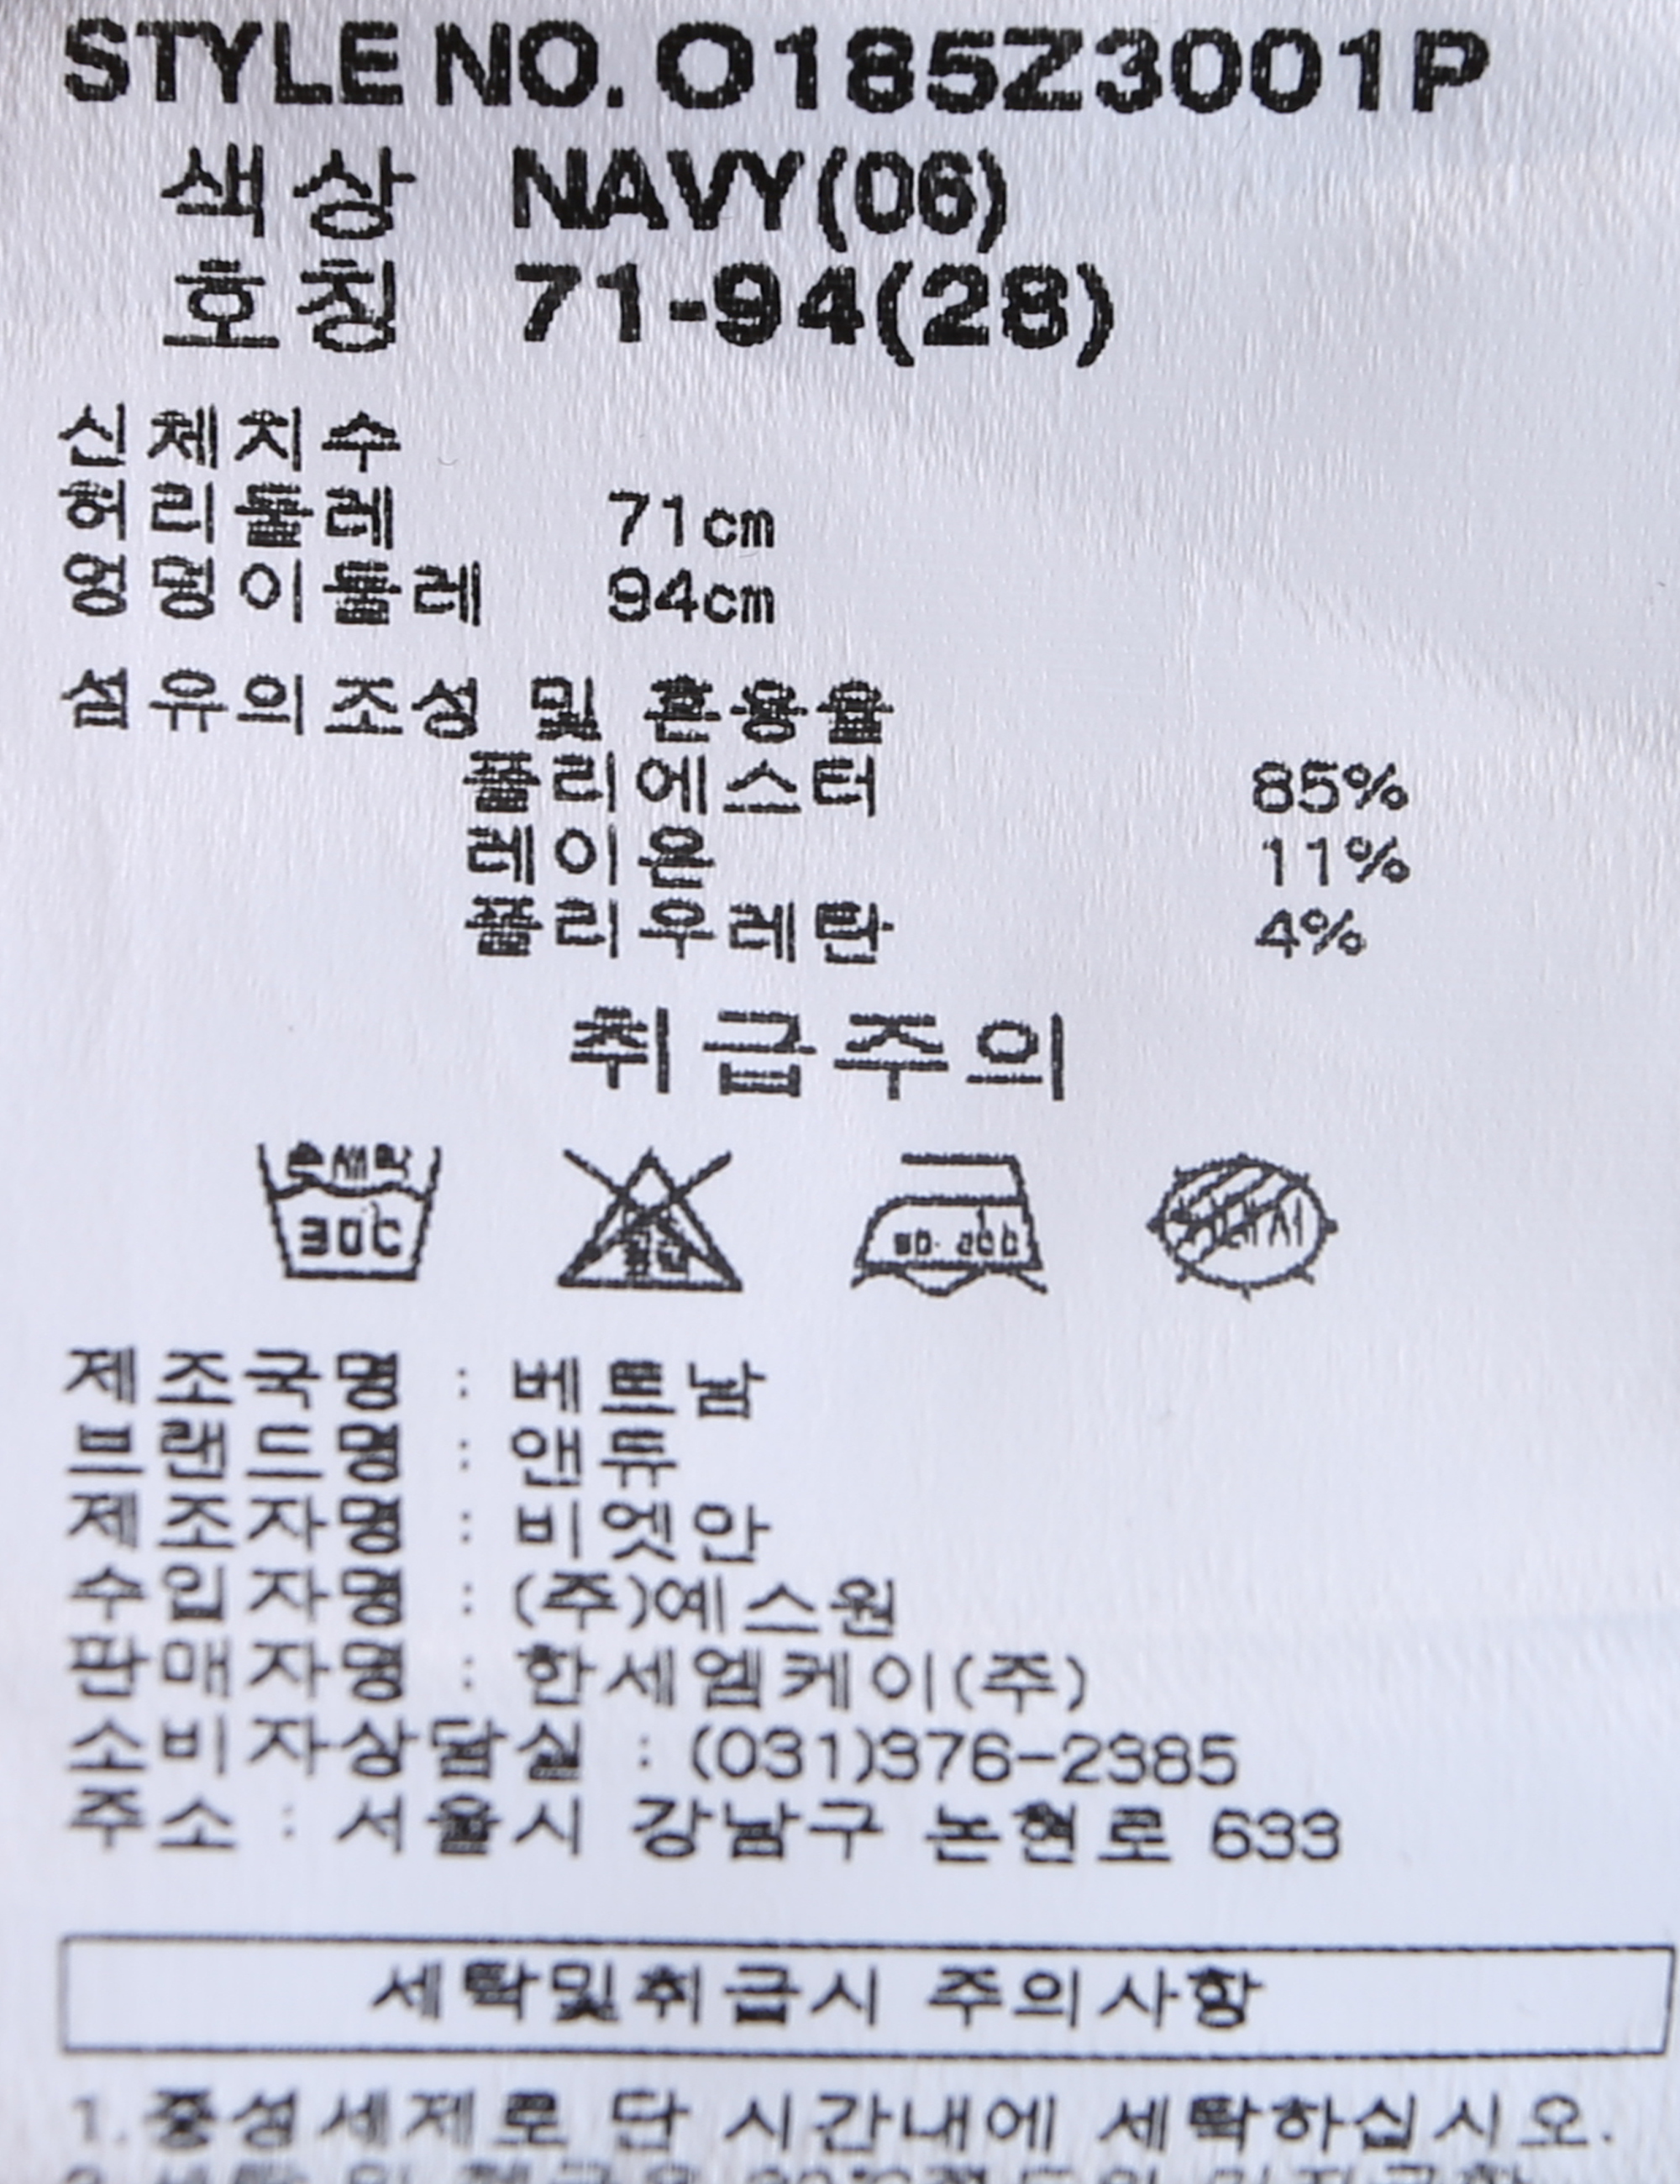 STYLE NO. O185Z3001P
색상 NAVY(06)
호칭 71-94(28)
신체치수
허리둘레 71cm
엉덩이둘레 94cm
섬유의조성 및 혼용율
폴리에스터 85%
레이온 11%
폴리우레탄 4%
취급주의
30℃
제조국명 : 베트남
브랜드명 : 앤듀
제조자명 : 비엣안
수입자명 : (주)예스원
판매자명 : 한세엠케이(주)
소비자상담실 : (031)376-2385
주소 : 서울시 강남구 논현로 633
세탁및취급시 주의사항
1.중성세제로 단 시간내에 세탁하십시오.